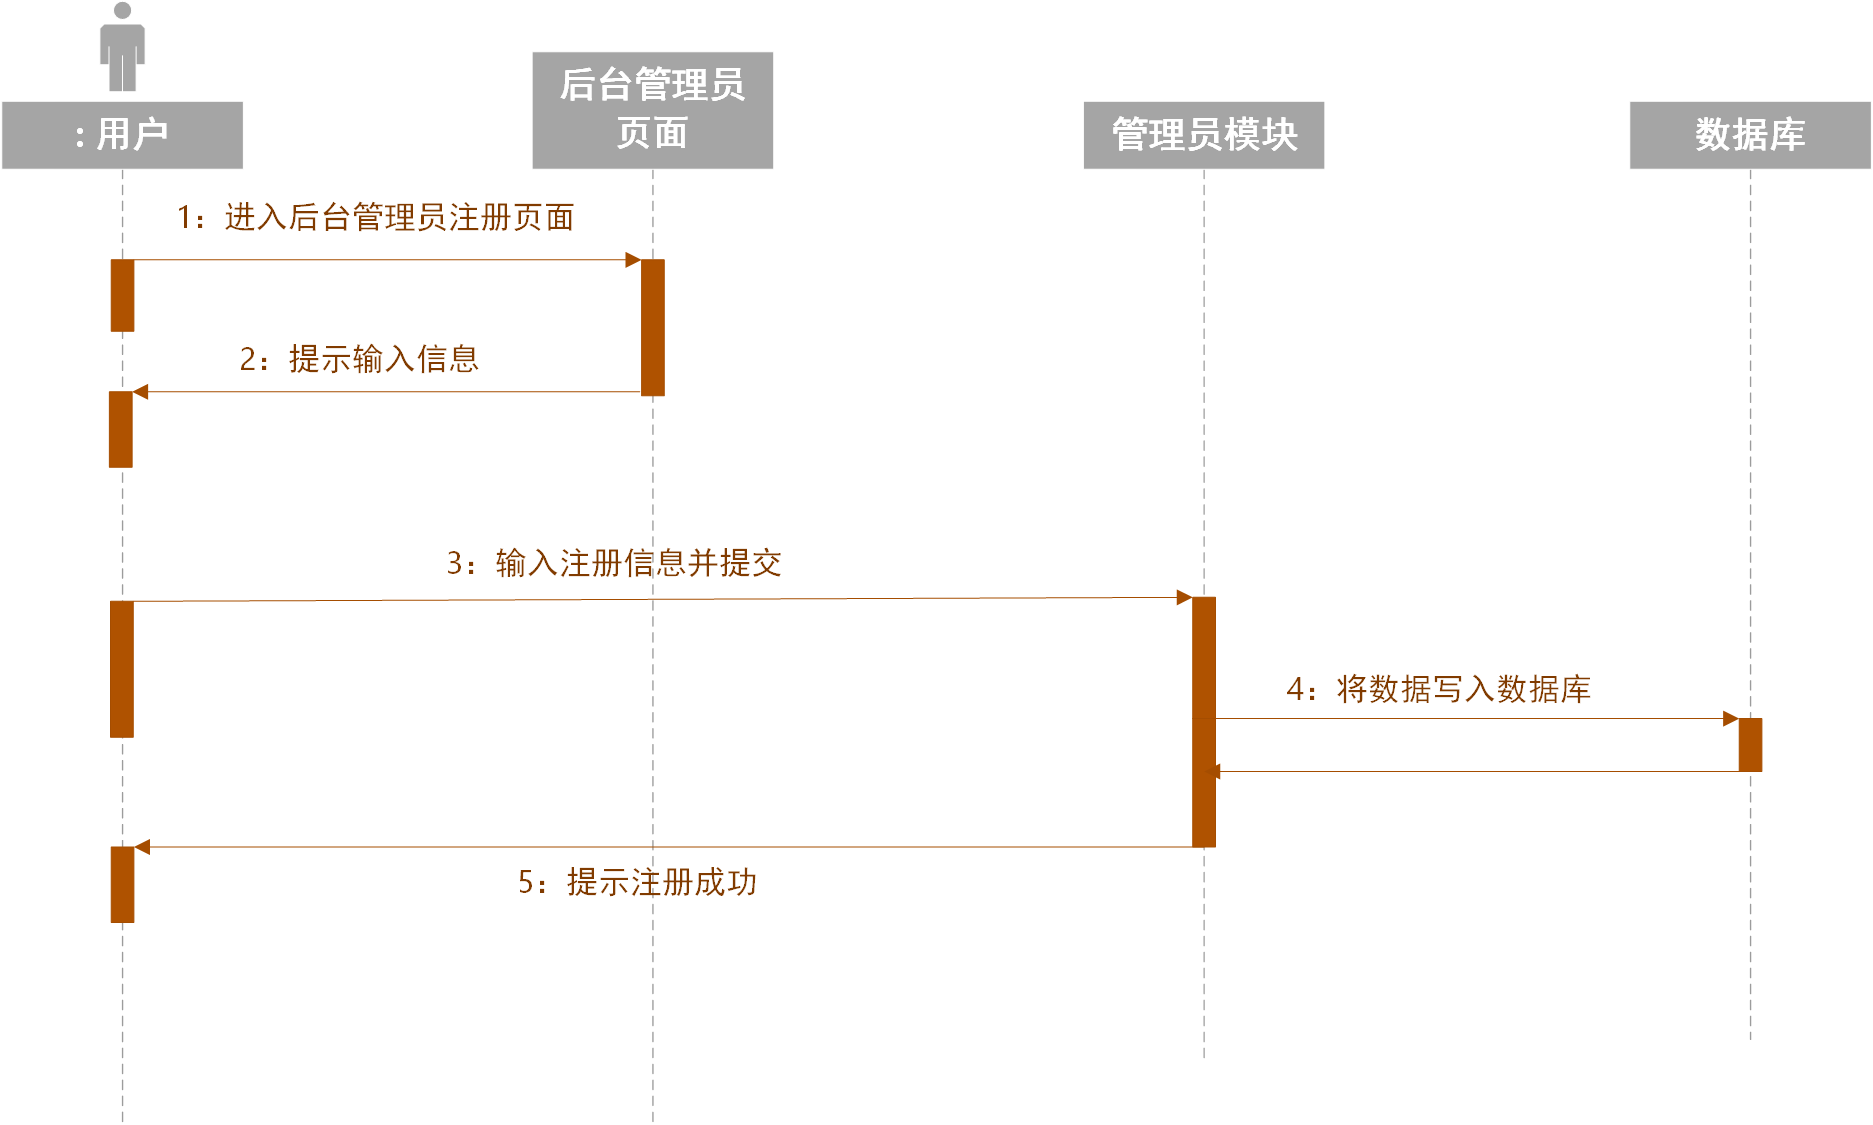 : 用户
后台管理员
页面
管理员模块
数据库
1：进入后台管理员注册页面
2：提示输入信息
3：输入注册信息并提交
4：将数据写入数据库
5：提示注册成功